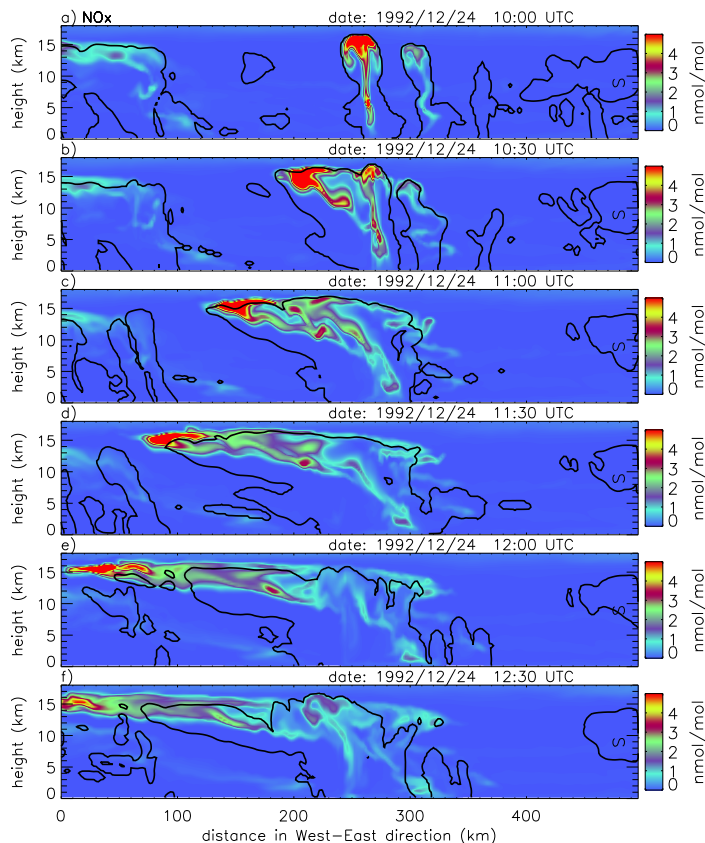 a) NOx date: 1992/12/24 10:00 UTC
height (km)
15
10
5
0
S
5
4
3
2
1
0
nmol/mol
b) date: 1992/12/24 10:30 UTC
height (km)
15
10
5
0
S
5
4
3
2
1
0
nmol/mol
c) date: 1992/12/24 11:00 UTC
height (km)
15
10
5
0
S
5
4
3
2
1
0
nmol/mol
d) date: 1992/12/24 11:30 UTC
height (km)
15
10
5
0
S
5
4
3
2
1
0
nmol/mol
e) date: 1992/12/24 12:00 UTC
height (km)
15
10
5
0
S
5
4
3
2
1
0
nmol/mol
f) date: 1992/12/24 12:30 UTC
height (km)
15
10
5
0
S
5
4
3
2
1
0
nmol/mol
0 100 200 300 400
distance in West-East direction (km)